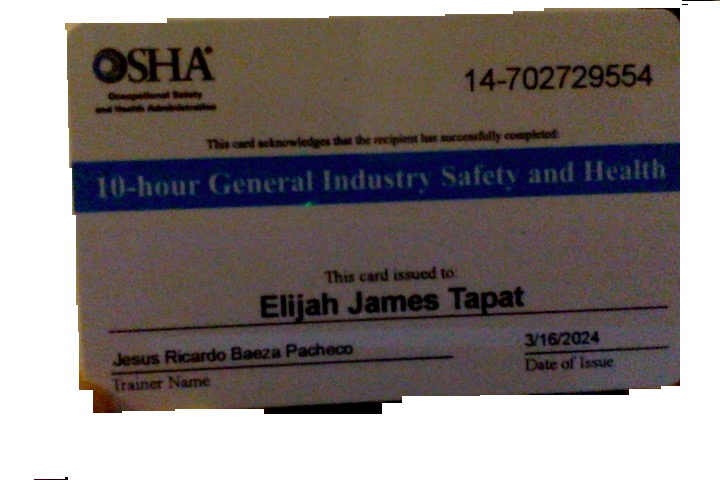 OSHA®
14-702729554
Occupational Safety
and Health Administration
This card acknowledges that the recipient has successfully completed:
10-hour General Industry Safety and Health
This card issued to:
Elijah James Tapat
Jesus Ricardo Baeza Pacheco
3/16/2024
Trainer Name
Date of Issue